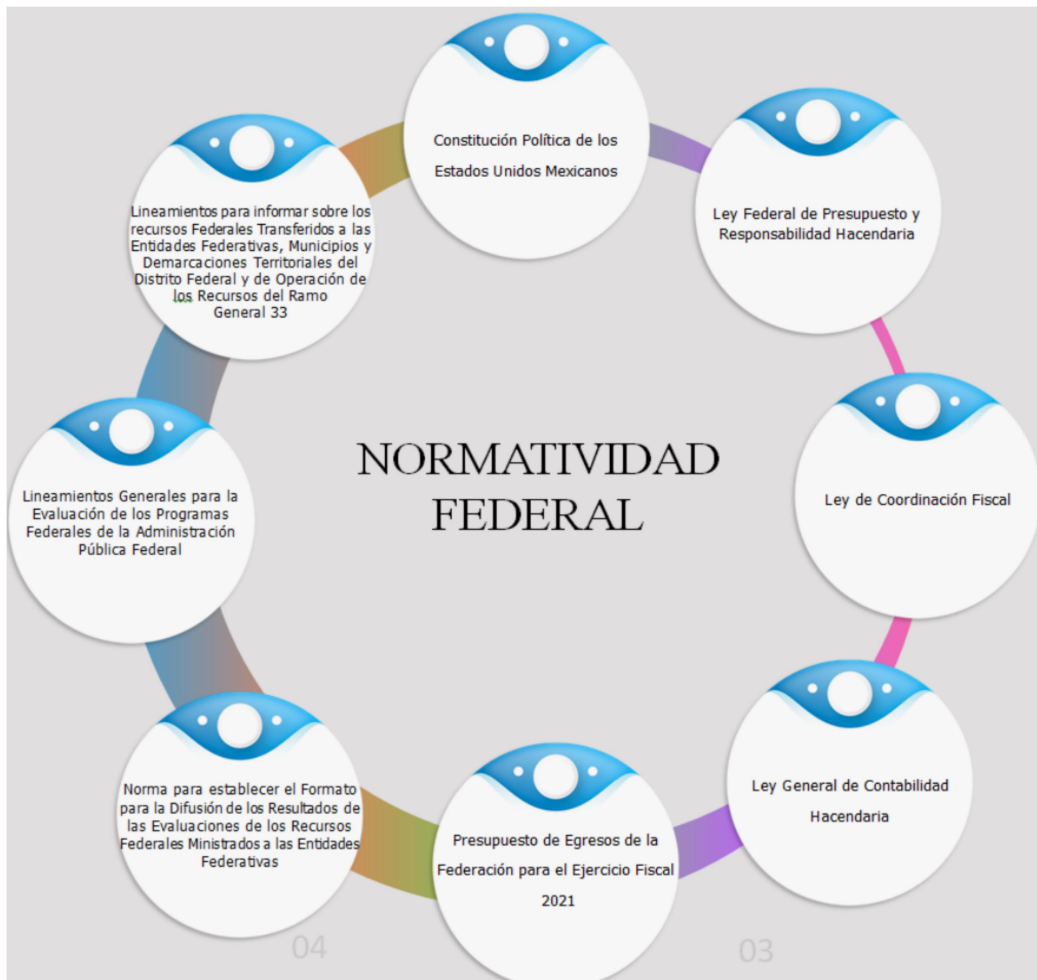 Constitución Política de los
Estados Unidos Mexicanos
Ley Federal de Presupuesto y
Responsabilidad Hacendaria
Ley de Coordinación Fiscal
Ley General de Contabilidad
Hacendaria
Presupuesto de Egresos de la
Federación para el Ejercicio Fiscal
2021
Norma para establecer el Formato
para la Difusión de los Resultados de
las Evaluaciones de los Recursos
Federales Ministrados a las Entidades
Federativas
Lineamientos Generales para la
Evaluación de los Programas
Federales de la Administración
Pública Federal
Lineamientos para informar sobre los
recursos Federales Transferidos a las
Entidades Federativas, Municipios y
Demarcaciones Territoriales del
Distrito Federal y de Operación de
los Recursos del Ramo
General 33
NORMATIVIDAD
FEDERAL
04
03